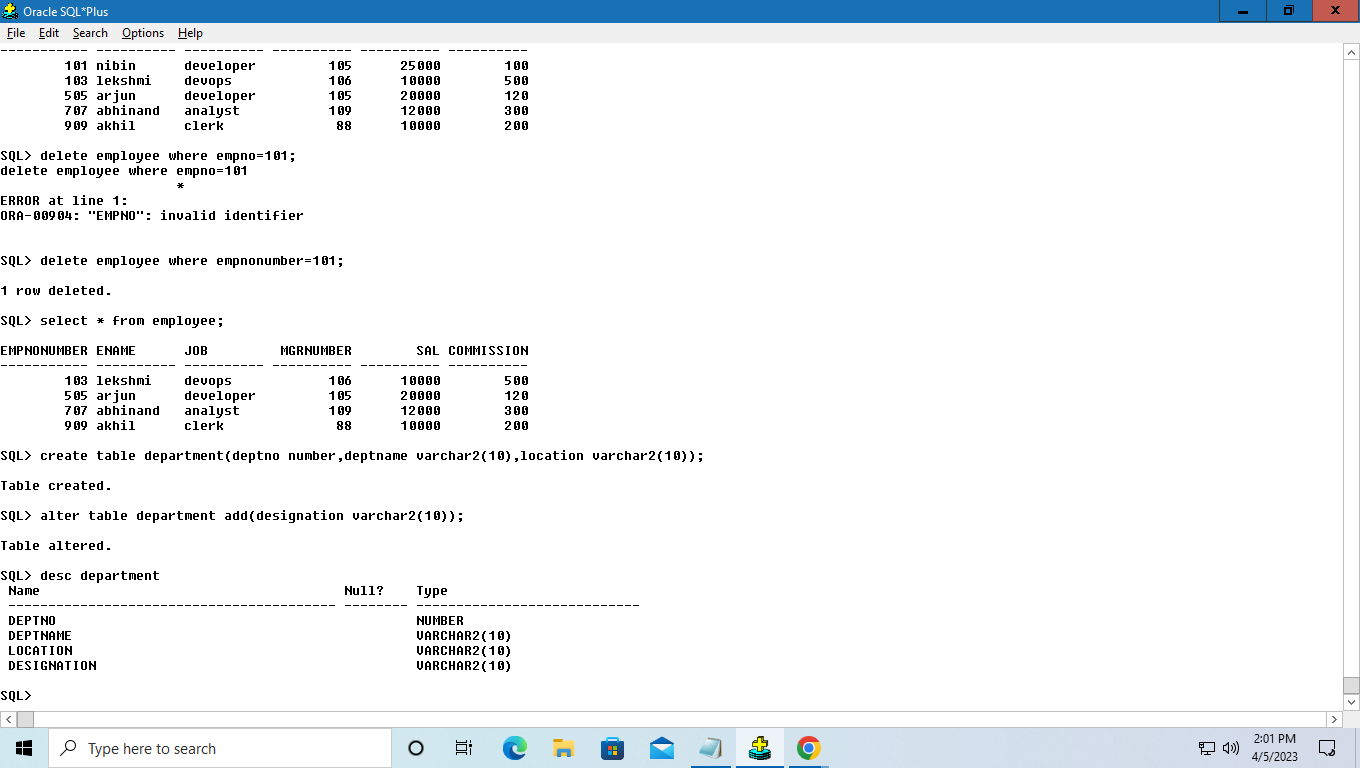 Oracle SQL*Plus
File Edit Search Options Help
----------- ---------- ---------- ---------- ---------- ----------
101 nibin developer 105 25000 100
103 lekshmi devops 106 10000 500
505 arjun developer 105 20000 120
707 abhinand analyst 109 12000 300
909 akhil clerk 88 10000 200
SQL> delete employee where empno=101;
delete employee where empno=101
*
ERROR at line 1:
ORA-00904: "EMPNO": invalid identifier
SQL> delete employee where empnonumber=101;
1 row deleted.
SQL> select * from employee;
EMPNONUMBER ENAME JOB MGRNUMBER SAL COMMISSION
----------- ---------- ---------- ---------- ---------- ----------
103 lekshmi devops 106 10000 500
505 arjun developer 105 20000 120
707 abhinand analyst 109 12000 300
909 akhil clerk 88 10000 200
SQL> create table department(deptno number,deptname varchar2(10),location varchar2(10));
Table created.
SQL> alter table department add(designation varchar2(10));
Table altered.
SQL> desc department
Name Null? Type
----------------------------------------- -------- ----------------------------
DEPTNO NUMBER
DEPTNAME VARCHAR2(10)
LOCATION VARCHAR2(10)
DESIGNATION VARCHAR2(10)
SQL>
Type here to search
2:01 PM
4/5/2023